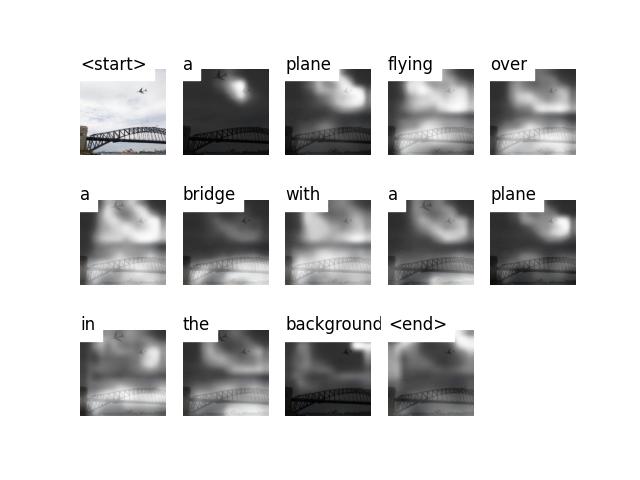 <start> a plane flying over
a bridge with a plane
in the background <end>